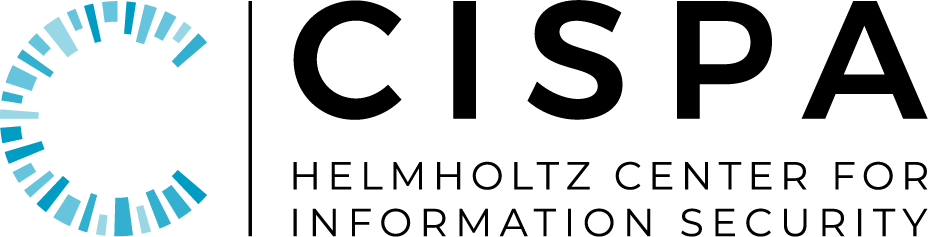 CISPA
HELMHOLTZ CENTER FOR
INFORMATION SECURITY